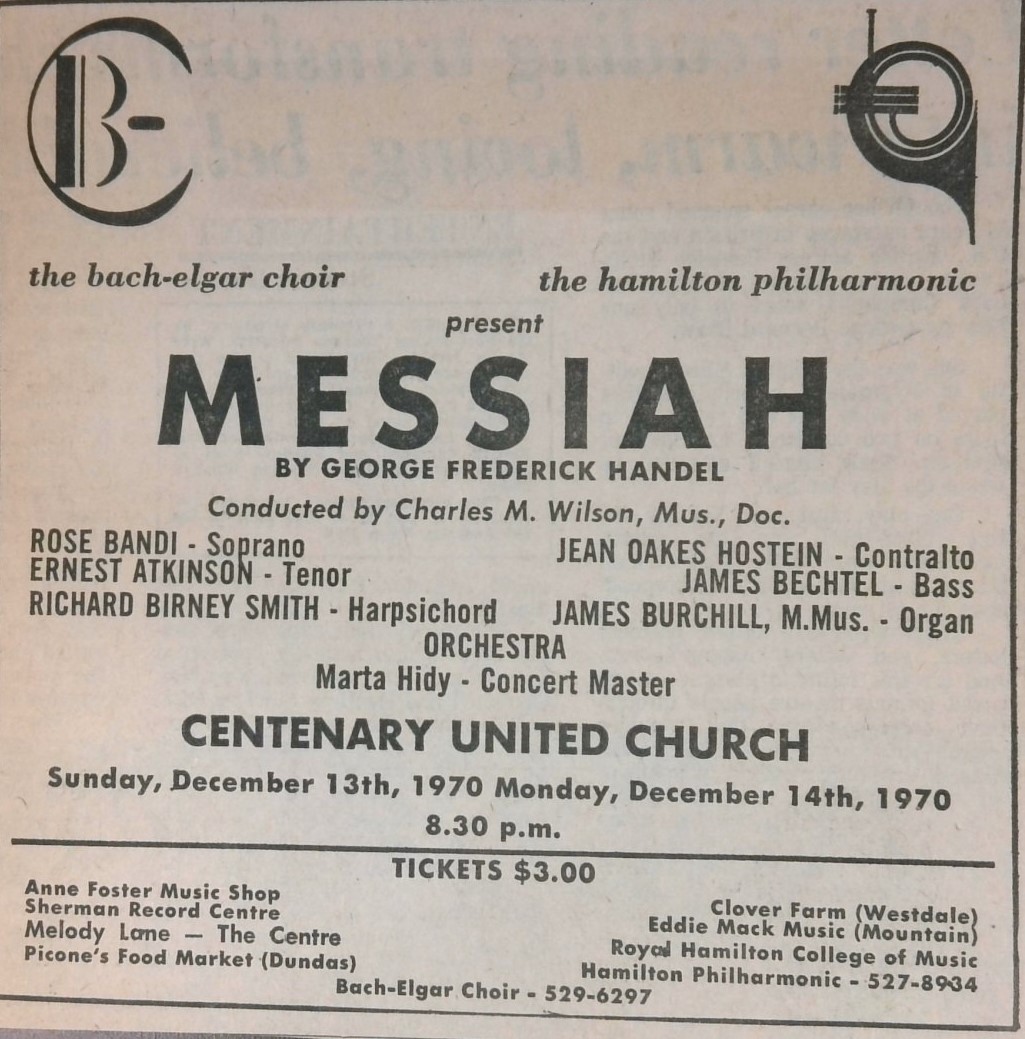 B-
the bach-elgar choir
the hamilton philharmonic
present
MESSIAH
BY GEORGE FREDERICK HANDEL
Conducted by Charles M. Wilson, Mus., Doc.
ROSE BANDI - Soprano
JEAN OAKES HOSTEIN - Contralto
ERNEST ATKINSON - Tenor
JAMES BECHTEL - Bass
RICHARD BIRNEY SMITH - Harpsichord
JAMES BURCHILL, M.Mus. - Organ
ORCHESTRA
Marta Hidy - Concert Master
CENTENARY UNITED CHURCH
Sunday, December 13th, 1970 Monday, December 14th, 1970
8.30 p.m.
TICKETS $3.00
Anne Foster Music Shop
Sherman Record Centre
Melody Lane — The Centre
Picone's Food Market (Dundas)
Clover Farm (Westdale)
Eddie Mack Music (Mountain)
Royal Hamilton College of Music
Hamilton Philharmonic - 527-8934
Bach-Elgar Choir - 529-6297